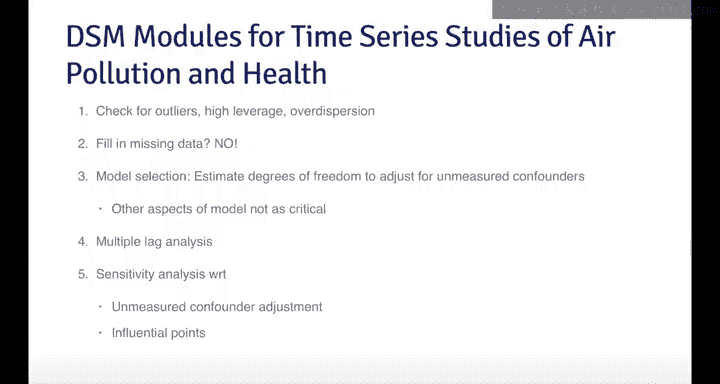 DSM Modules for Time Series Studies of Air
Pollution and Health
1. Check for outliers, high leverage, overdispersion
2. Fill in missing data? NO!
3. Model selection: Estimate degrees of freedom to adjust for unmeasured confounders
· Other aspects of model not as critical
4. Multiple lag analysis
5. Sensitivity analysis wrt
· Unmeasured confounder adjustment
· Influential points